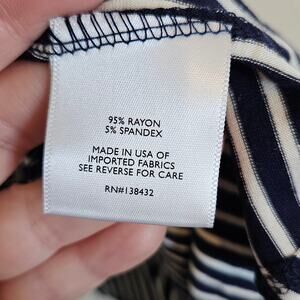 95% RAYON
5% SPANDEX
MADE IN USA OF
IMPORTED FABRICS
SEE REVERSE FOR CARE
RN#138432